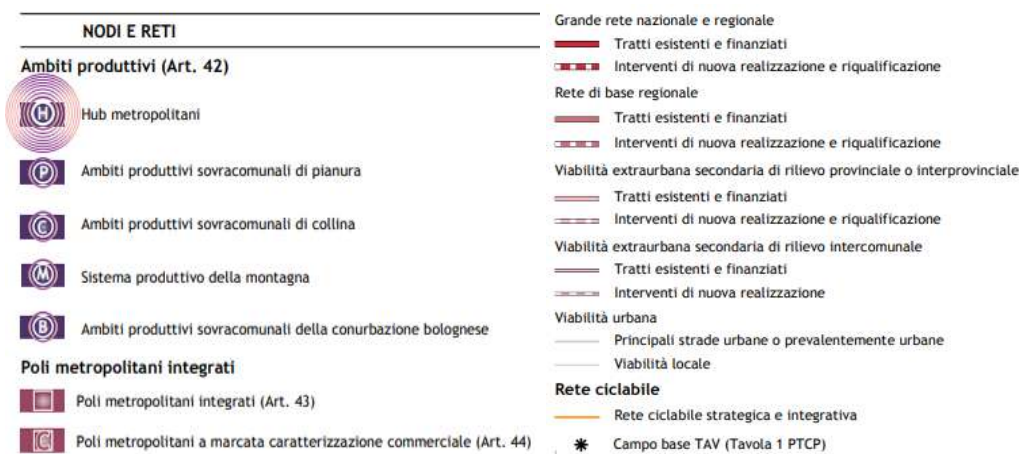 NODI E RETI
Ambiti produttivi (Art. 42)
H Hub metropolitani
P Ambiti produttivi sovracomunali di pianura
C Ambiti produttivi sovracomunali di collina
M Sistema produttivo della montagna
B Ambiti produttivi sovracomunali della conurbazione bolognese
Poli metropolitani integrati
Poli metropolitani integrati (Art. 43)
C Poli metropolitani a marcata caratterizzazione commerciale (Art. 44)
Grande rete nazionale e regionale
Tratti esistenti e finanziati
Interventi di nuova realizzazione e riqualificazione
Rete di base regionale
Tratti esistenti e finanziati
Interventi di nuova realizzazione e riqualificazione
Viabilità extraurbana secondaria di rilievo provinciale o interprovinciale
Tratti esistenti e finanziati
Interventi di nuova realizzazione e riqualificazione
Viabilità extraurbana secondaria di rilievo intercomunale
Tratti esistenti e finanziati
Interventi di nuova realizzazione
Viabilità urbana
Principali strade urbane o prevalentemente urbane
Viabilità locale
Rete ciclabile
Rete ciclabile strategica e integrativa
Campo base TAV (Tavola 1 PTCP)